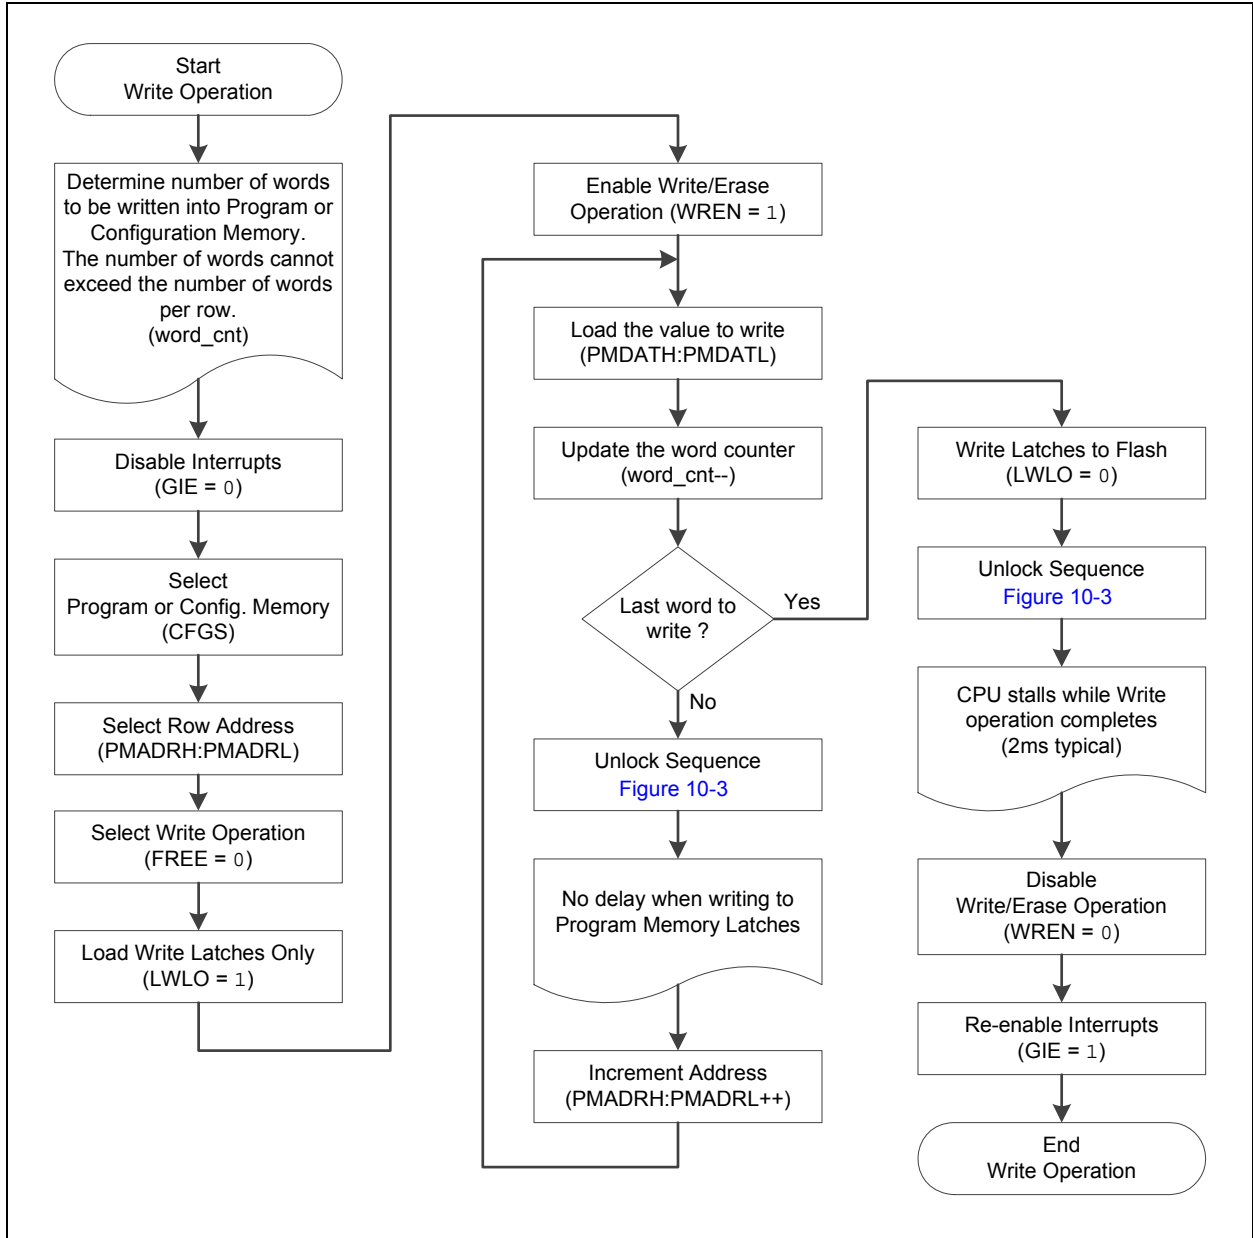 Start
Write Operation
Determine number of words
to be written into Program or
Configuration Memory.
The number of words cannot
exceed the number of words
per row.
(word_cnt)
Disable Interrupts
(GIE = 0)
Select
Program or Config. Memory
(CFGS)
Select Row Address
(PMADRH:PMADRL)
Select Write Operation
(FREE = 0)
Load Write Latches Only
(LWLO = 1)
Enable Write/Erase
Operation (WREN = 1)
Load the value to write
(PMDATH:PMDATL)
Update the word counter
(word_cnt--)
Last word to
write ?
Yes
No
Unlock Sequence
Figure 10-3
No delay when writing to
Program Memory Latches
Increment Address
(PMADRH:PMADRL++)
Write Latches to Flash
(LWLO = 0)
Unlock Sequence
Figure 10-3
CPU stalls while Write
operation completes
(2ms typical)
Disable
Write/Erase Operation
(WREN = 0)
Re-enable Interrupts
(GIE = 1)
End
Write Operation